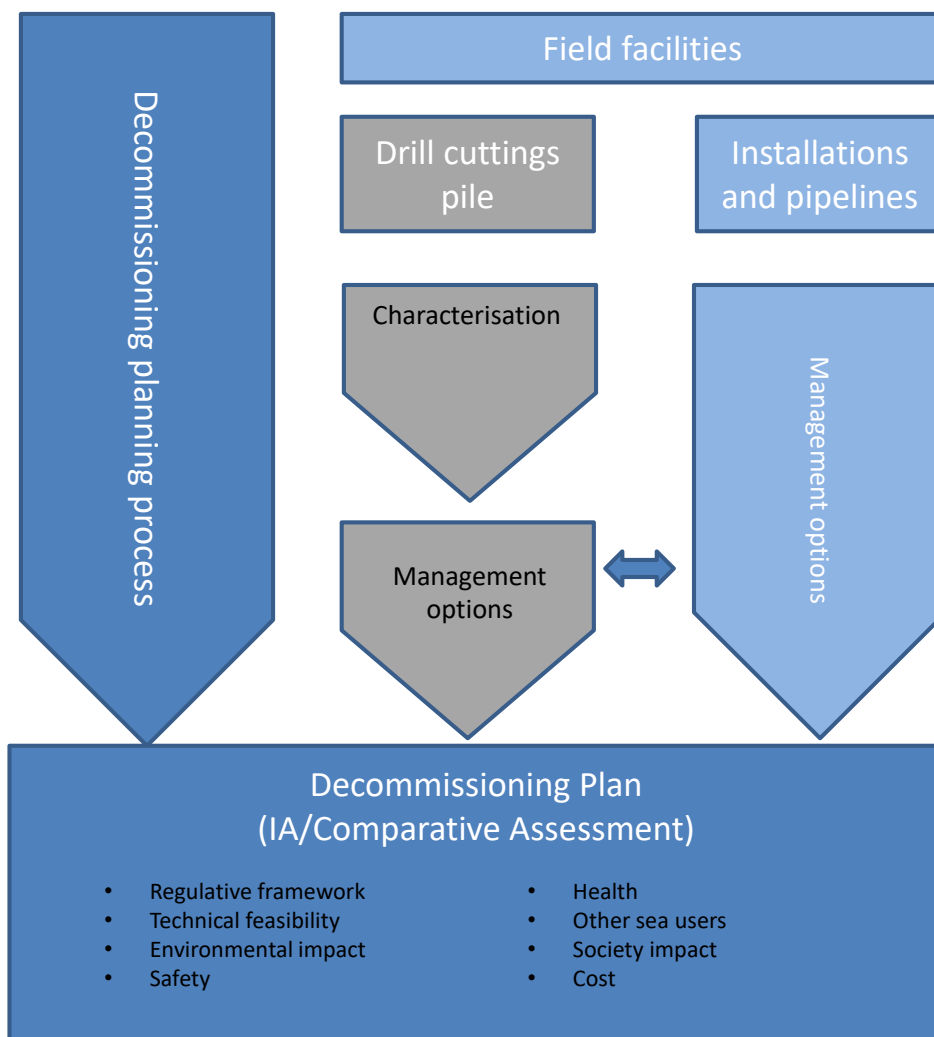 Decommissioning planning process
Field facilities
Drill cuttings
pile
Installations
and pipelines
Characterisation
Management options
Management
options
Decommissioning Plan
(IA/Comparative Assessment)
• Regulative framework
• Technical feasibility
• Environmental impact
• Safety
• Health
• Other sea users
• Society impact
• Cost